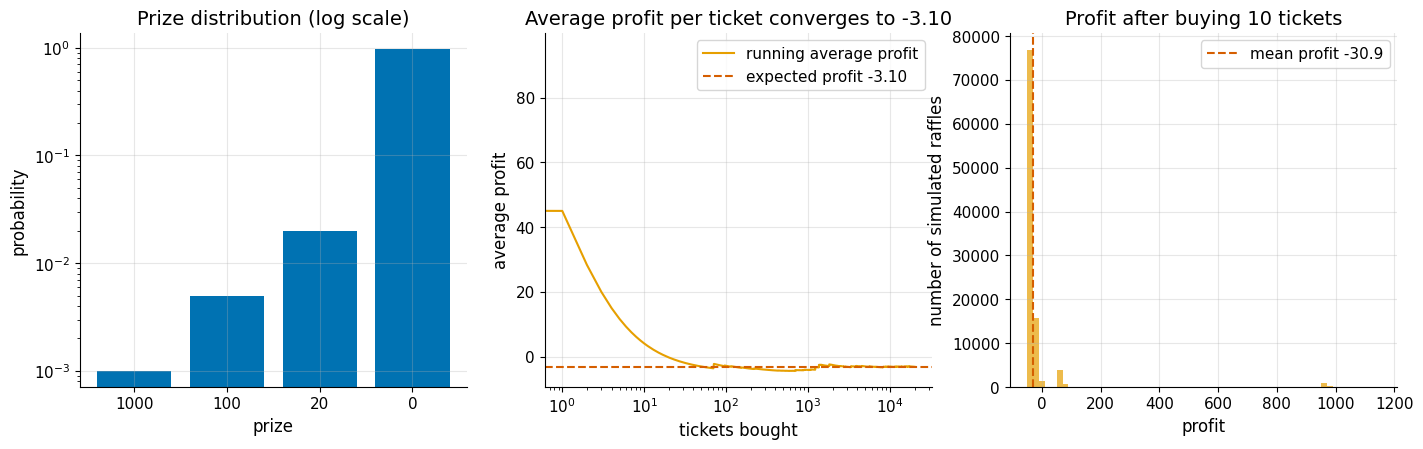 Prize distribution (log scale)
probability
10⁰
10⁻¹
10⁻²
10⁻³
1000 100 20 0
prize
Average profit per ticket converges to -3.10
running average profit
expected profit -3.10
average profit
80
60
40
20
0
10⁰ 10¹ 10² 10³ 10⁴
tickets bought
Profit after buying 10 tickets
mean profit -30.9
number of simulated raffles
80000
70000
60000
50000
40000
30000
20000
10000
0
0 200 400 600 800 1000 1200
profit